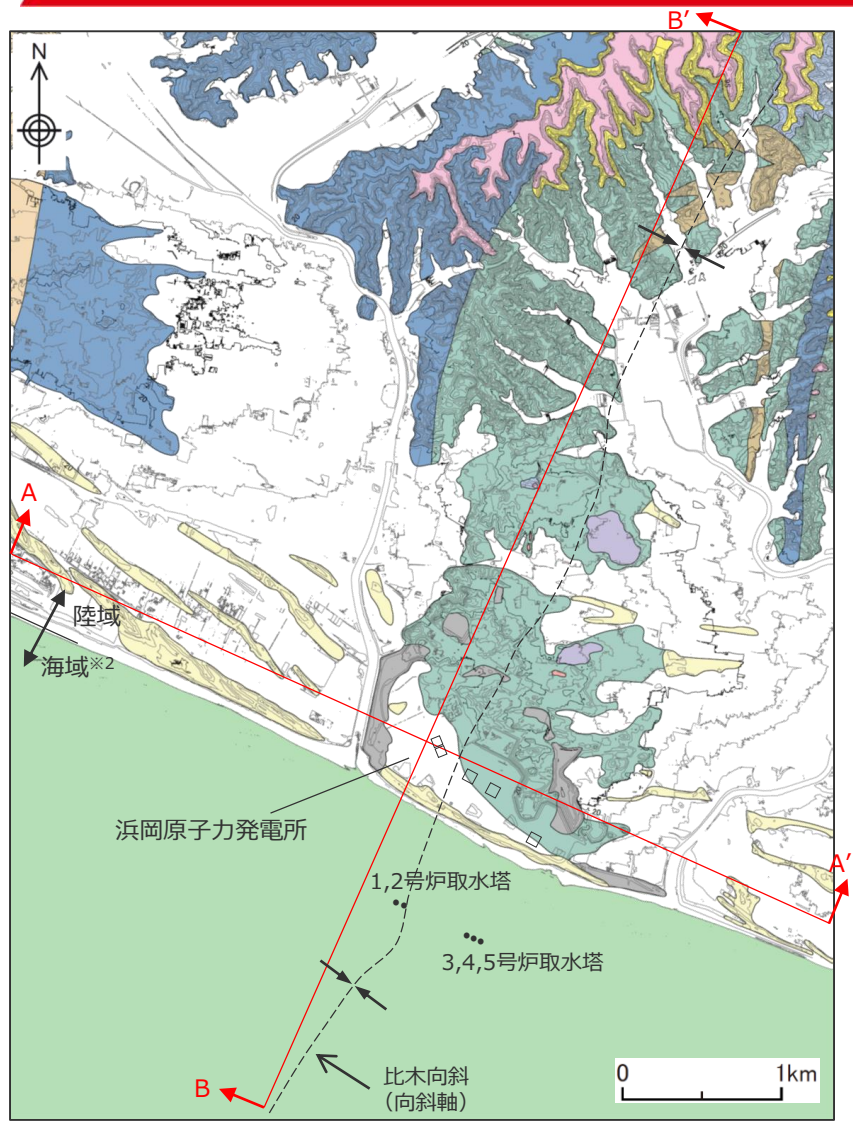 B’
N
A
陸域
海域※2
浜岡原子力発電所
1,2号炉取水塔
A’
3,4,5号炉取水塔
B
比木向斜
（向斜軸）
0 1km